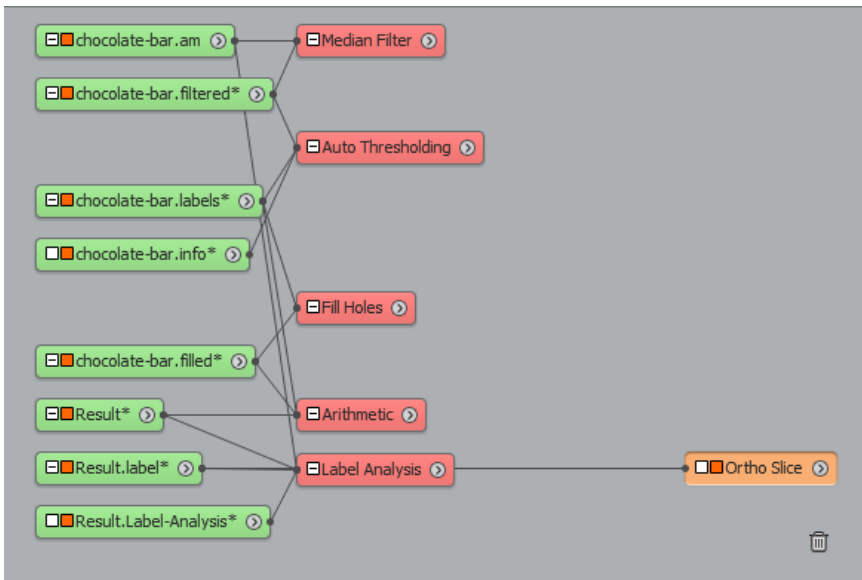 chocolate-bar.am
Median Filter
chocolate-bar.filtered*
Auto Thresholding
chocolate-bar.labels*
chocolate-bar.info*
Fill Holes
chocolate-bar.filled*
Result*
Arithmetic
Result.label*
Label Analysis
Ortho Slice
Result.Label-Analysis*